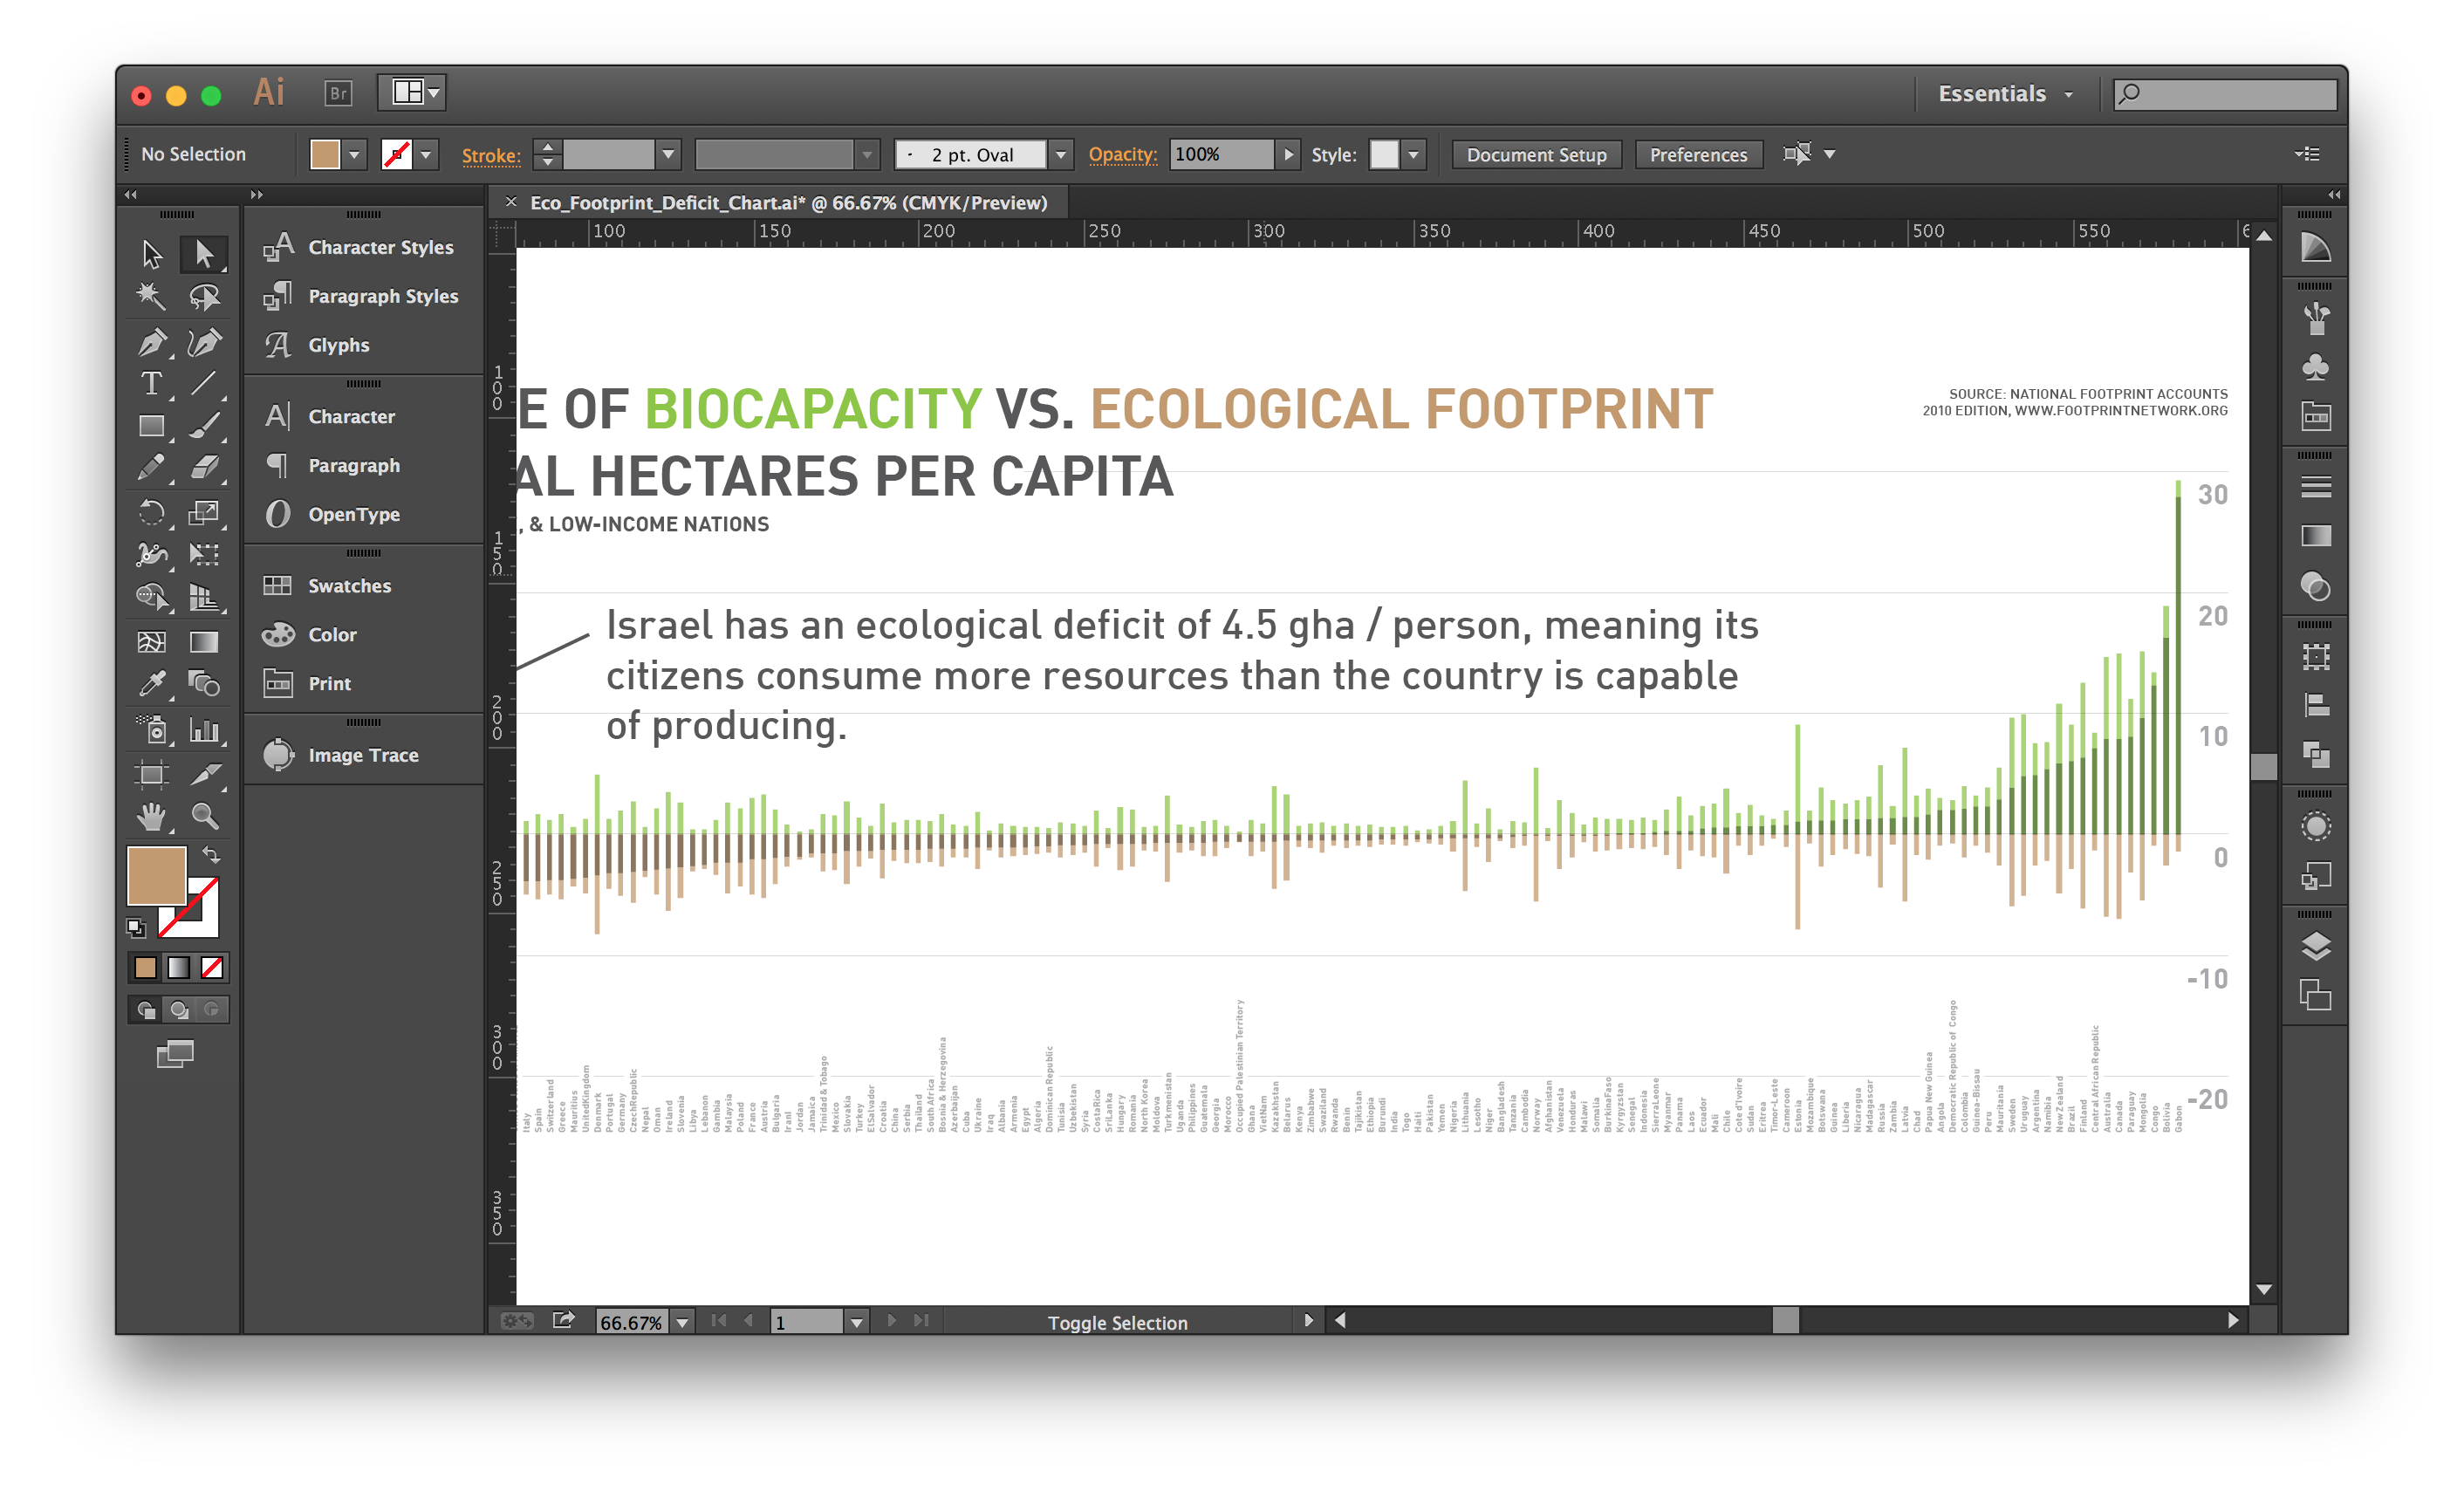 Ai
Br
Essentials
No Selection
Stroke:
2 pt. Oval
Opacity:
100%
Style:
Document Setup
Preferences
Eco_Footprint_Deficit_Chart.ai* @ 66.67% (CMYK/Preview)
100 150 200 250 300 350 400 450 500 550 6
Character Styles
Paragraph Styles
Glyphs
Character
Paragraph
OpenType
Swatches
Color
Print
Image Trace
100
150
200
250
300
350
E OF BIOCAPACITY VS. ECOLOGICAL FOOTPRINT
AL HECTARES PER CAPITA
, & LOW-INCOME NATIONS
SOURCE: NATIONAL FOOTPRINT ACCOUNTS
2010 EDITION, WWW.FOOTPRINTNETWORK.ORG
Israel has an ecological deficit of 4.5 gha / person, meaning its
citizens consume more resources than the country is capable
of producing.
30
20
10
0
-10
-20
Italy
Spain
Switzerland
Greece
Mauritius
UnitedKingdom
Denmark
Portugal
Germany
CzechRepublic
Nepal
Oman
IreLand
Slovenia
Libya
Lebanon
Gambia
Malaysia
Poland
France
Austria
Bulgaria
IranI
Jordan
Jamaica
Trinidad & Tobago
Mexico
Slovakia
Turkey
ElSalvador
Croatia
China
Serbia
Thailand
South Africa
Bosnia & Herzegovina
Azerbaijan
Cuba
Ukraine
Iraq
Albania
Armenia
Egypt
Algeria
Dominican Republic
Tunisia
Uzbekistan
Syria
CostaRica
SriLanka
Hungary
Romania
North Korea
Moldova
Turkmenistan
Uganda
Philippines
Guatemala
Georgia
Morocco
Occupied Palestinian Territory
Ghana
VietNam
Kazakhstan
BeLarus
Kenya
Zimbabwe
Swaziland
Rwanda
Benin
Tajikistan
Ethiopia
Burundi
India
Togo
Haiti
Pakistan
Yemen
Nigeria
Lithuania
Lesotho
Niger
Bangladesh
Tanzania
Cambodia
Norway
Afghanistan
Venezuela
Honduras
Malawi
Somalia
BurkinaFaso
Kyrgyzstan
Senegal
Indonesia
SierraLeone
Myanmar
Panama
Laos
Ecuador
Mali
Chile
Cote d'Ivoire
Sudan
Eritrea
Timor-Leste
Cameroon
Estonia
Mozambique
Botswana
Guinea
Liberia
Nicaragua
Madagascar
Russia
Zambia
Latvia
Chad
Papua New Guinea
Angola
Democratic Republic of Congo
Colombia
Guinea-Bissau
Peru
Mauritania
Sweden
Uruguay
Argentina
Namibia
New Zealand
Brazil
Finland
Central African Republic
Australia
Canada
Paraguay
Mongolia
Congo
Bolivia
Gabon
66.67%
1
Toggle Selection